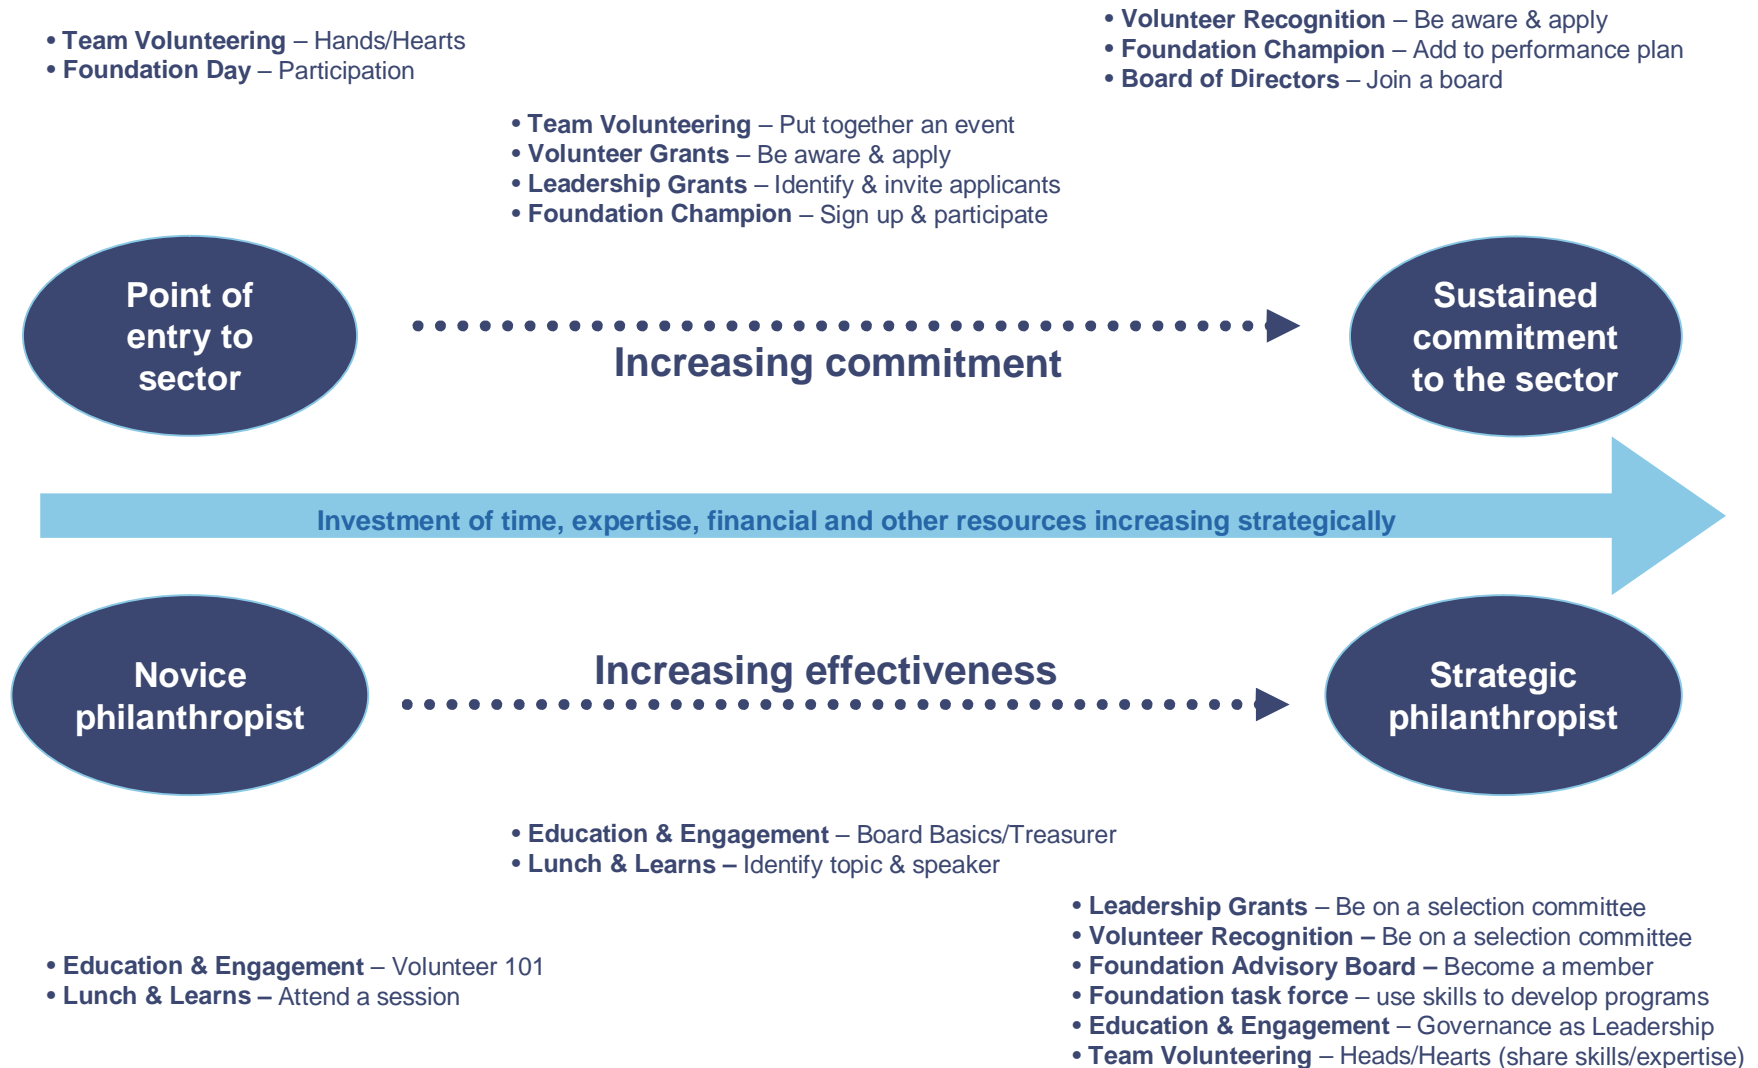 • Team Volunteering – Hands/Hearts
• Foundation Day – Participation
• Volunteer Recognition – Be aware & apply
• Foundation Champion – Add to performance plan
• Board of Directors – Join a board
• Team Volunteering – Put together an event
• Volunteer Grants – Be aware & apply
• Leadership Grants – Identify & invite applicants
• Foundation Champion – Sign up & participate
Point of
entry to
sector
Increasing commitment
Sustained
commitment
to the sector
Investment of time, expertise, financial and other resources increasing strategically
Novice
philanthropist
Increasing effectiveness
Strategic
philanthropist
• Education & Engagement – Board Basics/Treasurer
• Lunch & Learns – Identify topic & speaker
• Education & Engagement – Volunteer 101
• Lunch & Learns – Attend a session
• Leadership Grants – Be on a selection committee
• Volunteer Recognition – Be on a selection committee
• Foundation Advisory Board – Become a member
• Foundation task force – use skills to develop programs
• Education & Engagement – Governance as Leadership
• Team Volunteering – Heads/Hearts (share skills/expertise)